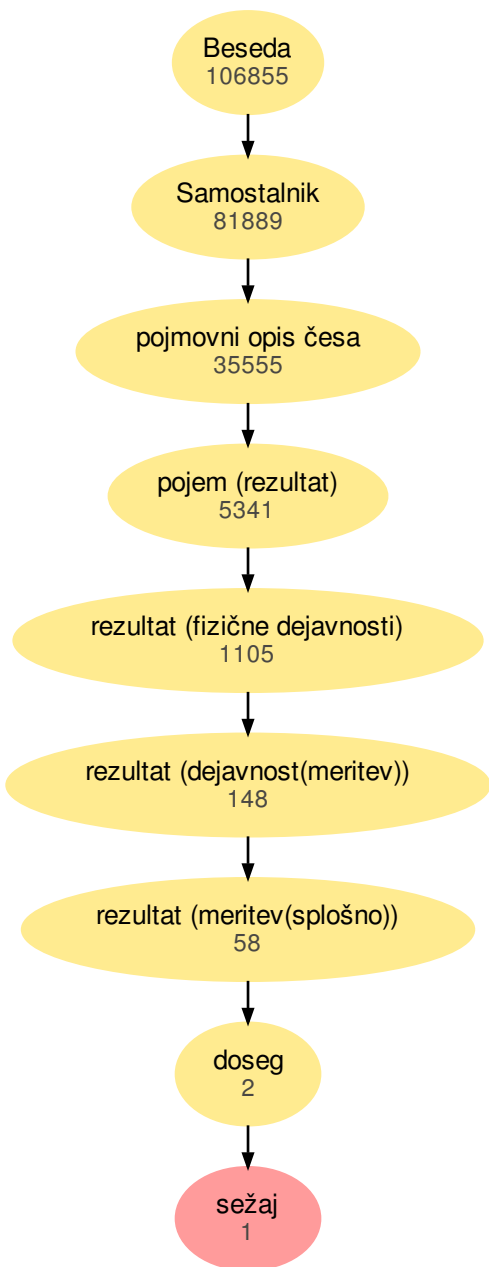 Beseda
106855
Samostalnik
81889
pojmovni opis česa
35555
pojem (rezultat)
5341
rezultat (fizične dejavnosti)
1105
rezultat (dejavnost(meritev))
148
rezultat (meritev(splošno))
58
doseg
2
sežaj
1